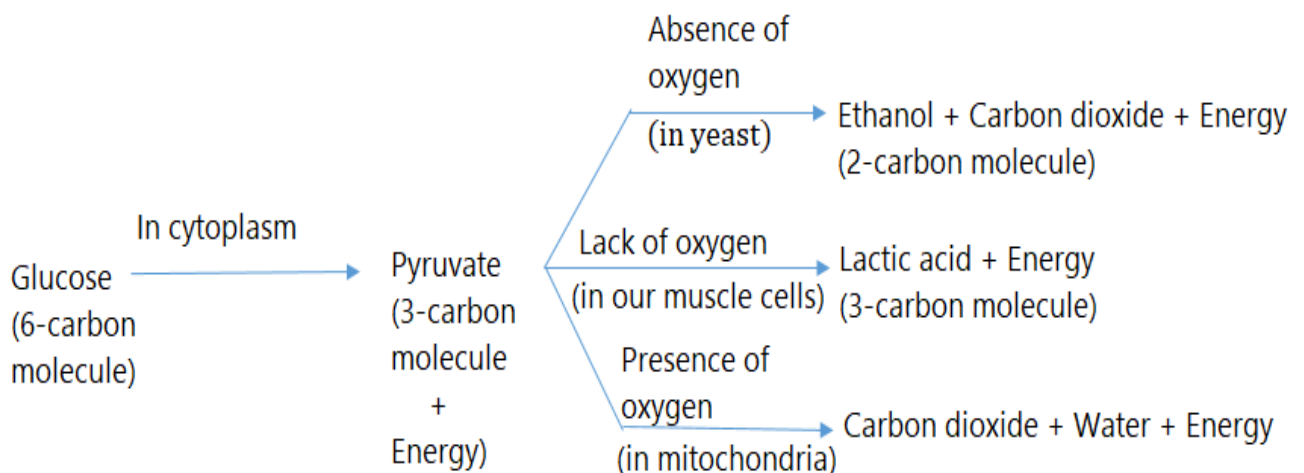 Absence of
oxygen
(in yeast)
Ethanol + Carbon dioxide + Energy
(2-carbon molecule)
In cytoplasm
Glucose
(6-carbon
molecule)
Pyruvate
(3-carbon
molecule
+
Energy)
Lack of oxygen
(in our muscle cells)
Lactic acid + Energy
(3-carbon molecule)
Presence of
oxygen
(in mitochondria)
Carbon dioxide + Water + Energy